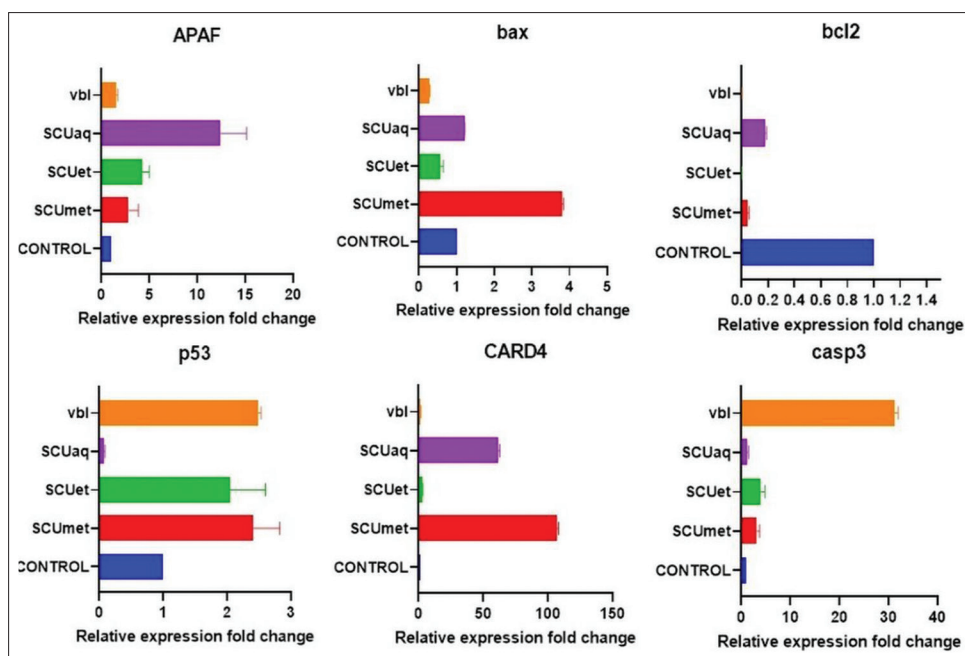 APAF
vbl
SCUaq
SCUet
SCUmet
CONTROL
0 5 10 15 20
Relative expression fold change
bax
vbl
SCUaq
SCUet
SCUmet
CONTROL
0 1 2 3 4 5
Relative expression fold change
bcl2
vbl
SCUaq
SCUet
SCUmet
CONTROL
0.0 0.2 0.4 0.6 0.8 1.0 1.2 1.4
Relative expression fold change
p53
vbl
SCUaq
SCUet
SCUmet
CONTROL
0 1 2 3
Relative expression fold change
CARD4
vbl
SCUaq
SCUet
SCUmet
CONTROL
0 50 100 150
Relative expression fold change
casp3
vbl
SCUaq
SCUet
SCUmet
CONTROL
0 10 20 30 40
Relative expression fold change